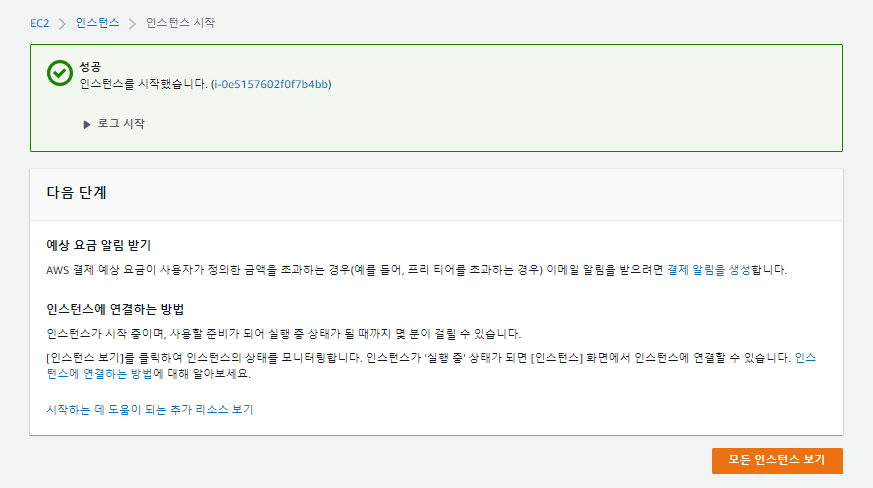 EC2 > 인스턴스 > 인스턴스 시작
성공
인스턴스를 시작했습니다. (i-0e5157602f0f7b4bb)
로그 시작
다음 단계
예상 요금 알림 받기
AWS 결제 예상 요금이 사용자가 정의한 금액을 초과하는 경우(예를 들어, 프리 티어를 초과하는 경우) 이메일 알림을 받으려면 결제 알림을 생성합니다.
인스턴스에 연결하는 방법
인스턴스가 시작 중이며, 사용할 준비가 되어 실행 중 상태가 될 때까지 몇 분이 걸릴 수 있습니다.
[인스턴스 보기]를 클릭하여 인스턴스의 상태를 모니터링합니다. 인스턴스가 '실행 중' 상태가 되면 [인스턴스] 화면에서 인스턴스에 연결할 수 있습니다. 인스
턴스에 연결하는 방법에 대해 알아보세요.
시작하는 데 도움이 되는 추가 리소스 보기
모든 인스턴스 보기